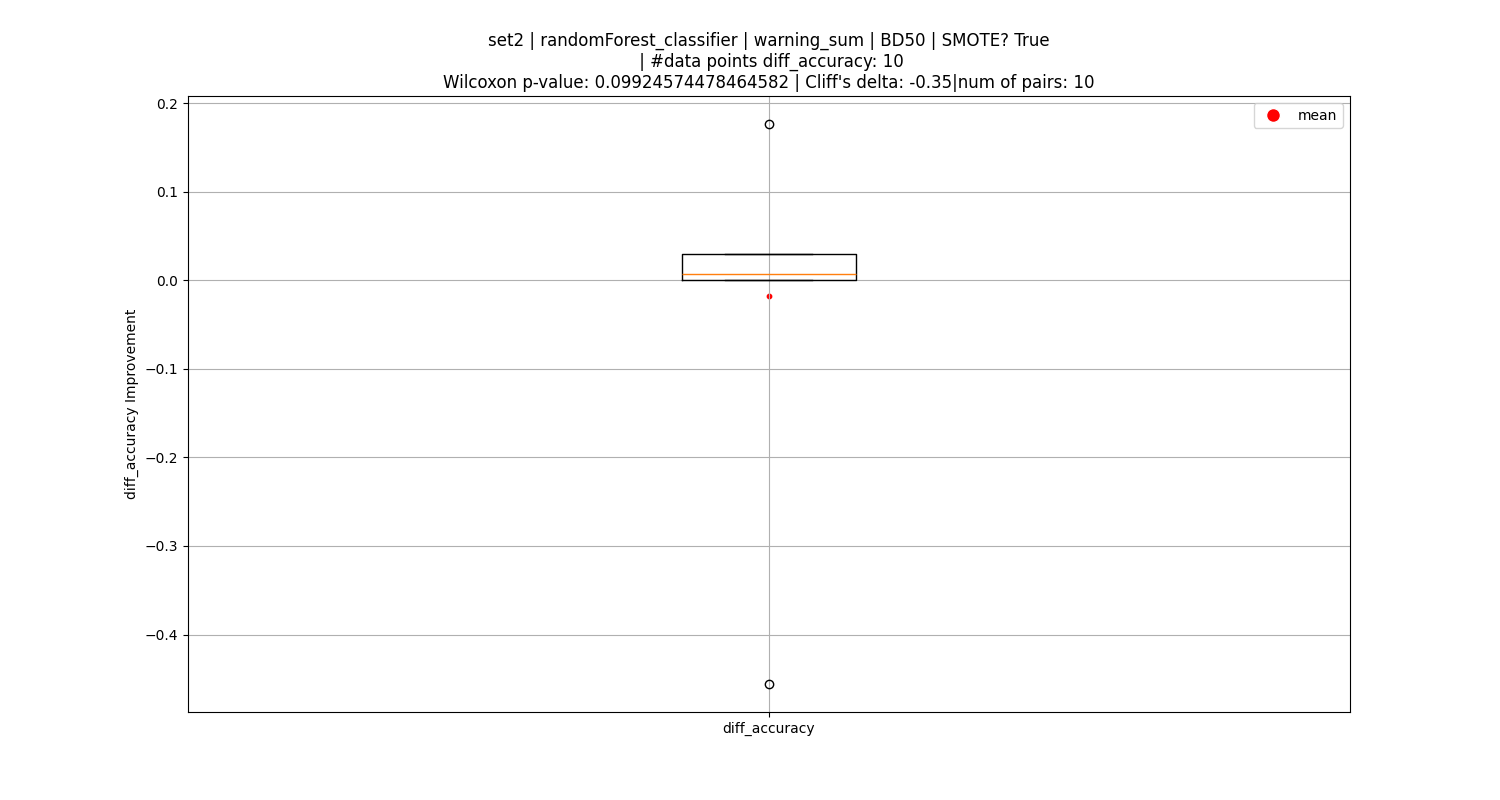 set2 | randomForest_classifier | warning_sum | BD50 | SMOTE? True
| #data points diff_accuracy: 10
Wilcoxon p-value: 0.09924574478464582 | Cliff's delta: -0.35|num of pairs: 10
mean
0.2
0.1
0.0
−0.1
−0.2
−0.3
−0.4
diff_accuracy Improvement
diff_accuracy